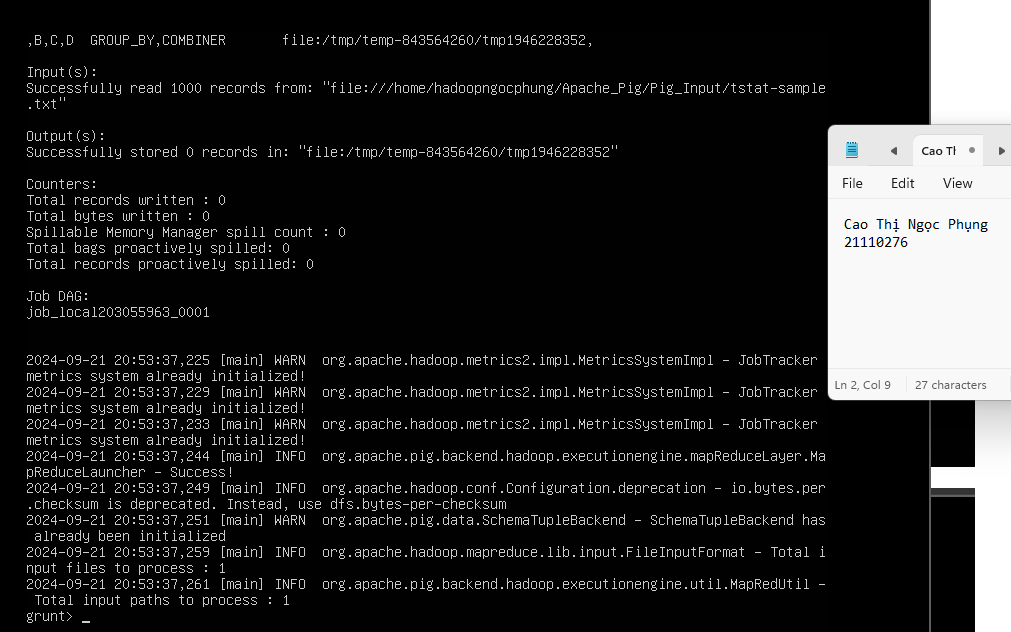 ,B,C,D  GROUP_BY,COMBINER       file:/tmp/temp-843564260/tmp1946228352,
Input(s):
Successfully read 1000 records from: "file:///home/hadoopngocphung/Apache_Pig/Pig_Input/tstat-sample
.txt"
Output(s):
Successfully stored 0 records in: "file:/tmp/temp-843564260/tmp1946228352"
Counters:
Total records written : 0
Total bytes written : 0
Spillable Memory Manager spill count : 0
Total bags proactively spilled: 0
Total records proactively spilled: 0
Job DAG:
job_local203055963_0001
2024-09-21 20:53:37,225 [main] WARN  org.apache.hadoop.metrics2.impl.MetricsSystemImpl - JobTracker
metrics system already initialized!
2024-09-21 20:53:37,229 [main] WARN  org.apache.hadoop.metrics2.impl.MetricsSystemImpl - JobTracker
metrics system already initialized!
2024-09-21 20:53:37,233 [main] WARN  org.apache.hadoop.metrics2.impl.MetricsSystemImpl - JobTracker
metrics system already initialized!
2024-09-21 20:53:37,244 [main] INFO  org.apache.pig.backend.hadoop.executionengine.mapReduceLayer.Ma
pReduceLauncher - Success!
2024-09-21 20:53:37,249 [main] INFO  org.apache.hadoop.conf.Configuration.deprecation - io.bytes.per
.checksum is deprecated. Instead, use dfs.bytes-per-checksum
2024-09-21 20:53:37,251 [main] WARN  org.apache.pig.data.SchemaTupleBackend - SchemaTupleBackend has
 already been initialized
2024-09-21 20:53:37,259 [main] INFO  org.apache.hadoop.mapreduce.lib.input.FileInputFormat - Total i
nput files to process : 1
2024-09-21 20:53:37,261 [main] INFO  org.apache.pig.backend.hadoop.executionengine.util.MapRedUtil -
 Total input paths to process : 1
grunt> _
Cao Th
File Edit View
Cao Thị Ngọc Phụng
21110276
Ln 2, Col 9 27 characters